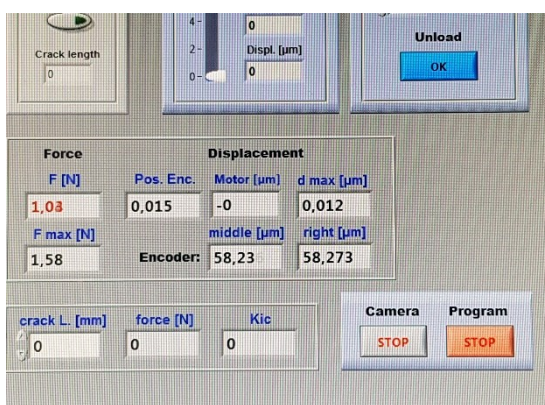 4-
0
Unload
Crack length
2-
Displ. [µm]
OK
0
0-
0
Force
Displacement
F [N]
Pos. Enc.
Motor [µm]
d max [µm]
0,015
-0
0,012
F max [N]
middle [µm]
right [µm]
1,58
Encoder:
58,23
58,273
crack L. [mm]
force [N]
Kic
Camera
Program
0
0
0
STOP
STOP